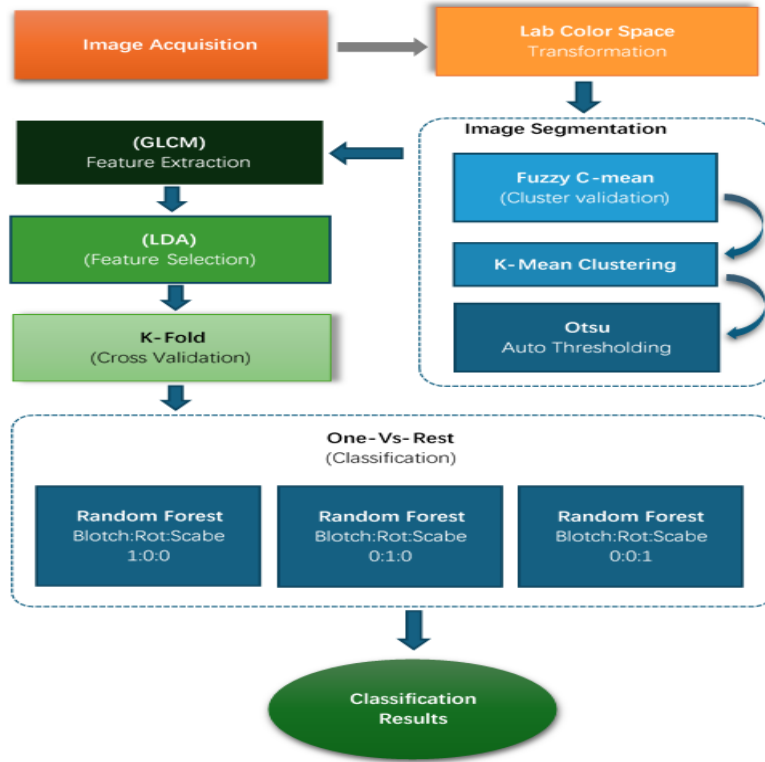 Image Acquisition
Lab Color Space
Transformation
Image Segmentation
Fuzzy C-mean
(Cluster validation)
K-Mean Clustering
Otsu
Auto Thresholding
(GLCM)
Feature Extraction
(LDA)
(Feature Selection)
K-Fold
(Cross Validation)
One-Vs-Rest
(Classification)
Random Forest
Blotch:Rot:Scabe
1:0:0
Random Forest
Blotch:Rot:Scabe
0:1:0
Random Forest
Blotch:Rot:Scabe
0:0:1
Classification
Results